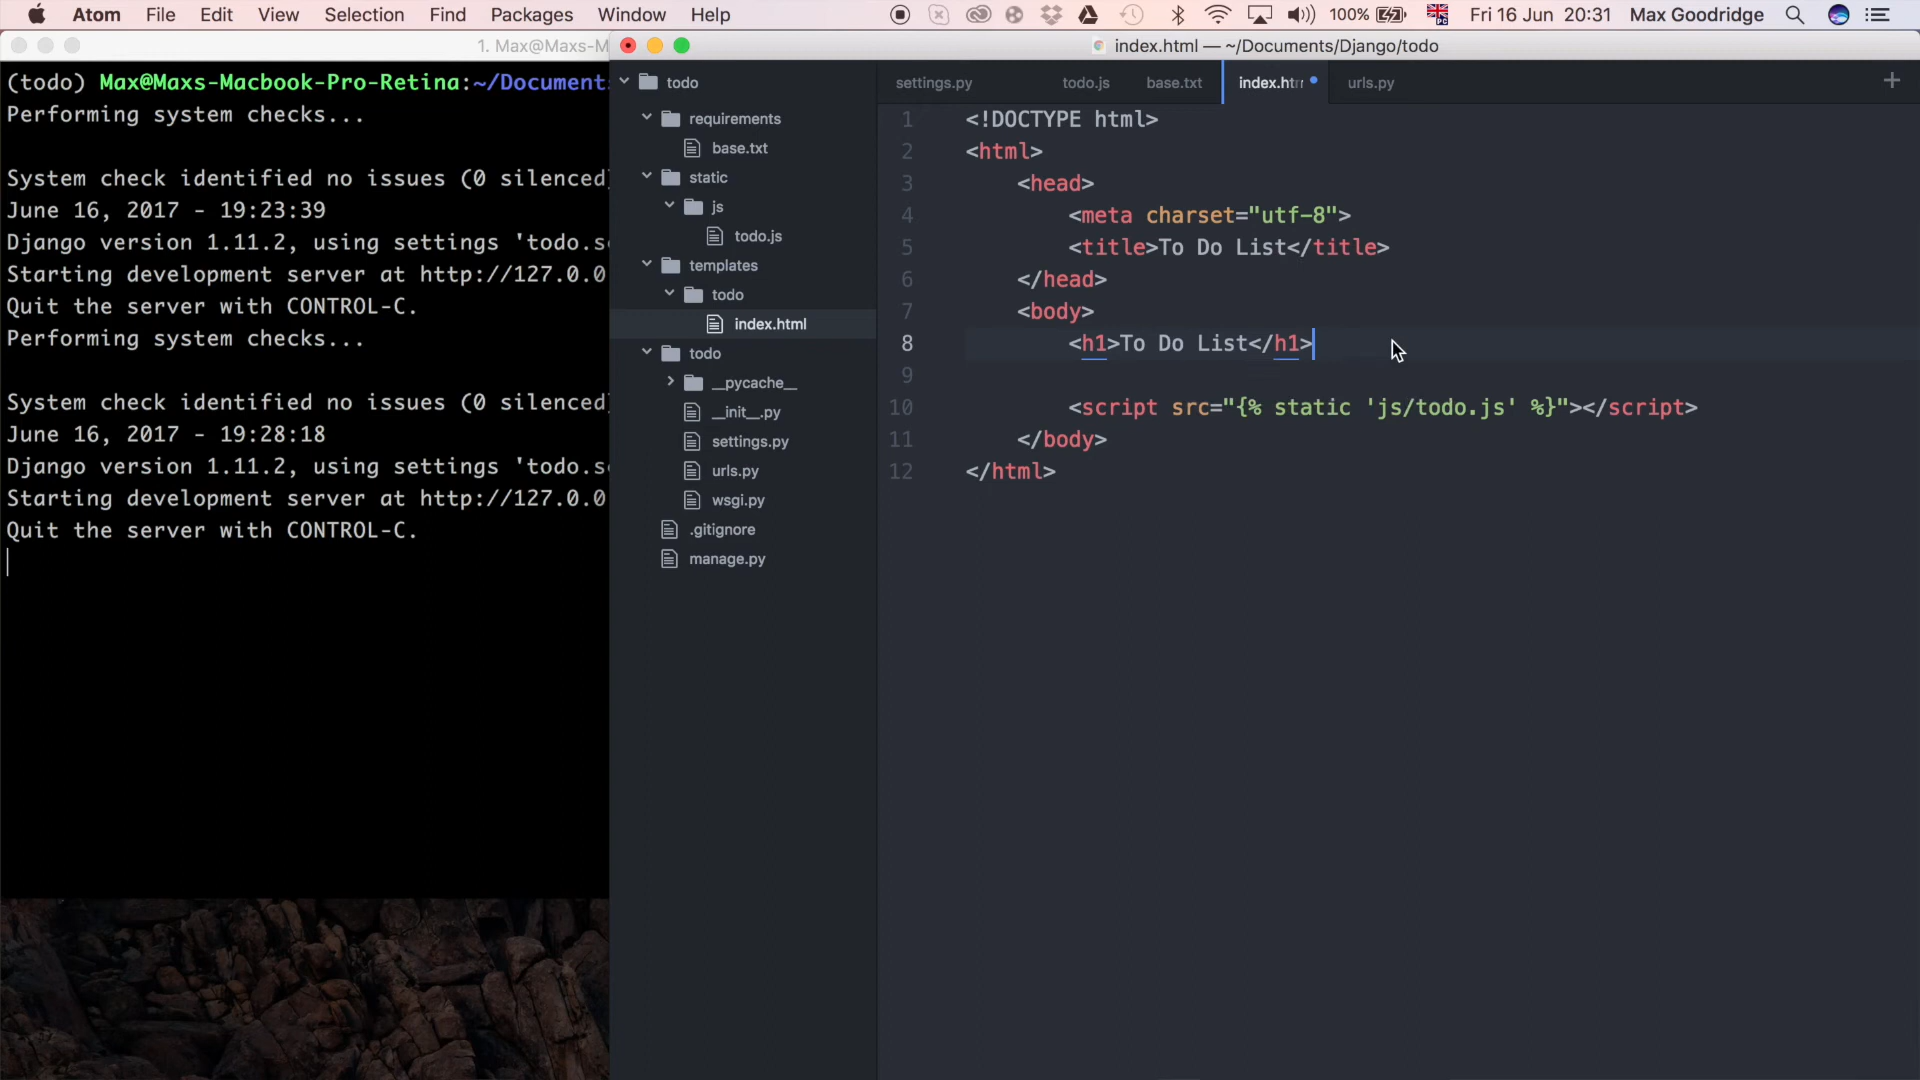 Atom File Edit View Selection Find Packages Window Help 100% Fri 16 Jun 20:31 Max Goodridge
1. Max@Maxs-M
(todo) Max@Maxs-Macbook-Pro-Retina:~/Document
Performing system checks...
System check identified no issues (0 silenced)
June 16, 2017 - 19:23:39
Django version 1.11.2, using settings 'todo.se
Starting development server at http://127.0.0
Quit the server with CONTROL-C.
Performing system checks...
System check identified no issues (0 silenced)
June 16, 2017 - 19:28:18
Django version 1.11.2, using settings 'todo.se
Starting development server at http://127.0.0
Quit the server with CONTROL-C.
index.html — ~/Documents/Django/todo
todo
requirements
base.txt
static
js
todo.js
templates
todo
index.html
todo
__pycache__
__init__.py
settings.py
urls.py
wsgi.py
.gitignore
manage.py
settings.py todo.js base.txt index.htm urls.py
1 <!DOCTYPE html>
2 <html>
3 <head>
4 <meta charset="utf-8">
5 <title>To Do List</title>
6 </head>
7 <body>
8 <h1>To Do List</h1>
9
10 <script src="{% static 'js/todo.js' %}"></script>
11 </body>
12 </html>